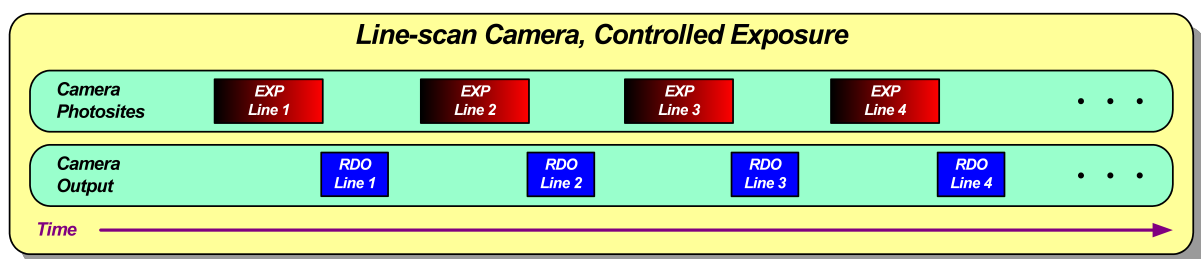 Line-scan Camera, Controlled Exposure
Camera
Photosites
EXP
Line 1
EXP
Line 2
EXP
Line 3
EXP
Line 4
. . .
Camera
Output
RDO
Line 1
RDO
Line 2
RDO
Line 3
RDO
Line 4
. . .
Time